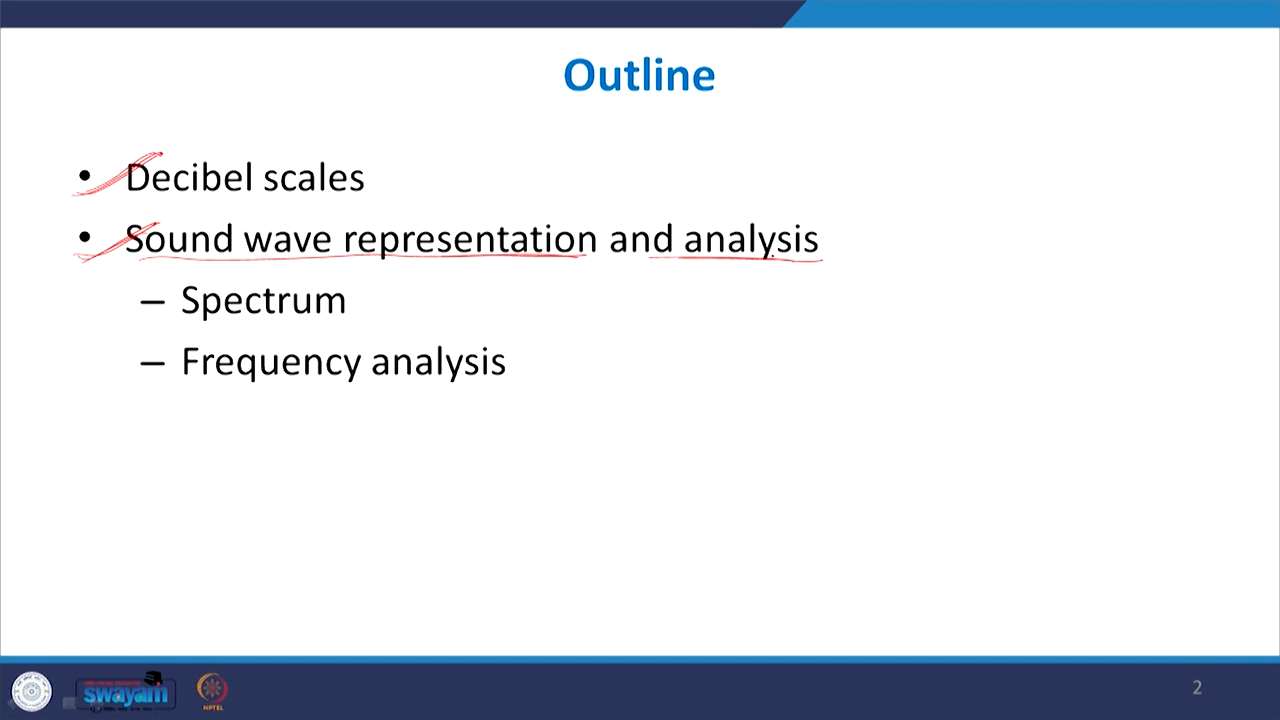 Outline
• Decibel scales
• Sound wave representation and analysis
– Spectrum
– Frequency analysis
swayam
NPTEL
2